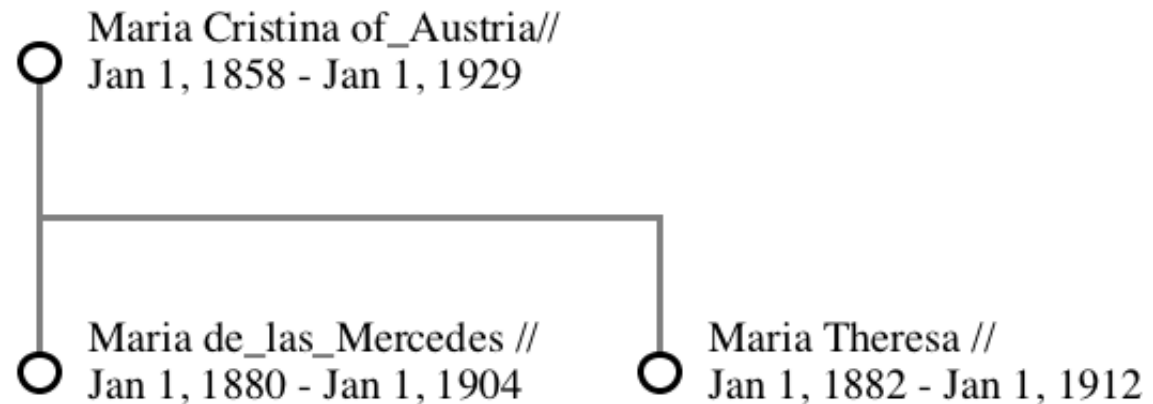 Maria Cristina of_Austria//
Jan 1, 1858 - Jan 1, 1929
Maria de_las_Mercedes //
Jan 1, 1880 - Jan 1, 1904
Maria Theresa //
Jan 1, 1882 - Jan 1, 1912